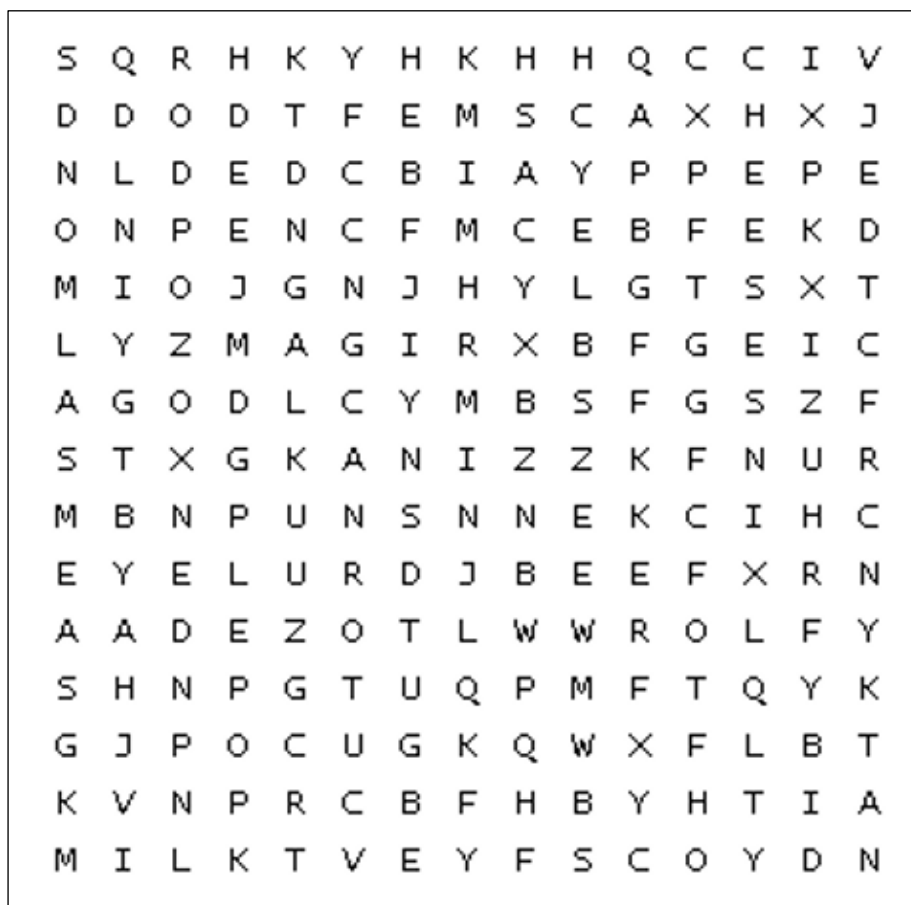 S Q R H K Y H K H H Q C C I V
D D O D T F E M S C A X H X J
N L D E D C B I A Y P P E P E
O N P E N C F M C E B F E K D
M I O J G N J H Y L G T S X T
L Y Z M A G I R X B F G E I C
A G O D L C Y M B S F G S Z F
S T X G K A N I Z Z K F N U R
M B N P U N S N N E K C I H C
E Y E L U R D J B E E F X R N
A A D E Z O T L W W R O L F Y
S H N P G T U Q P M F T Q Y K
G J P O C U G K Q W X F L B T
K V N P R C B F H B Y H T I A
M I L K T V E Y F S C O Y D N